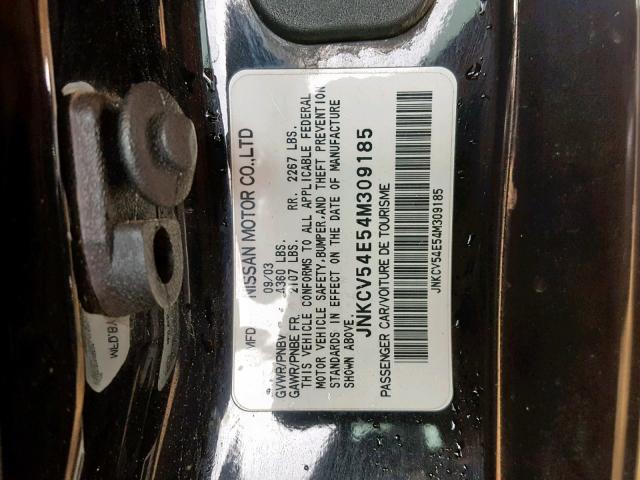 MFD BY NISSAN MOTOR CO.,LTD
09/03
GVWR/PNBV 4360 LBS.
GAWR/PNBE FR. 2107 LBS. RR. 2267 LBS.
THIS VEHICLE CONFORMS TO ALL APPLICABLE FEDERAL
MOTOR VEHICLE SAFETY,BUMPER,AND THEFT PREVENTION
STANDARDS IN EFFECT ON THE DATE OF MANUFACTURE
SHOWN ABOVE.
JNKCV54E54M309185
PASSENGER CAR/VOITURE DE TOURISME
JNKCV54E54M309185